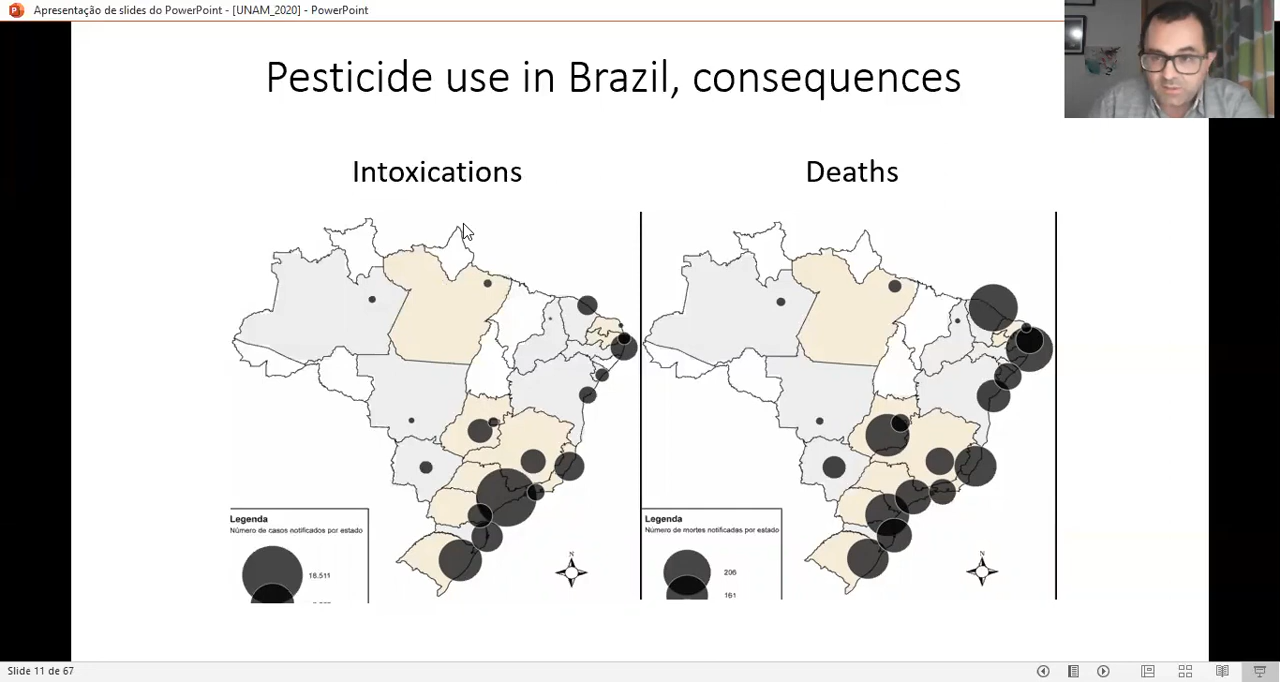 Apresentação de slides do PowerPoint - [UNAM_2020] - PowerPoint
Pesticide use in Brazil, consequences
Intoxications
Deaths
N
Legenda
Número de casos notificados por estado
16.511
N
Legenda
Número de mortes notificadas por estado
206
161
Slide 11 de 67